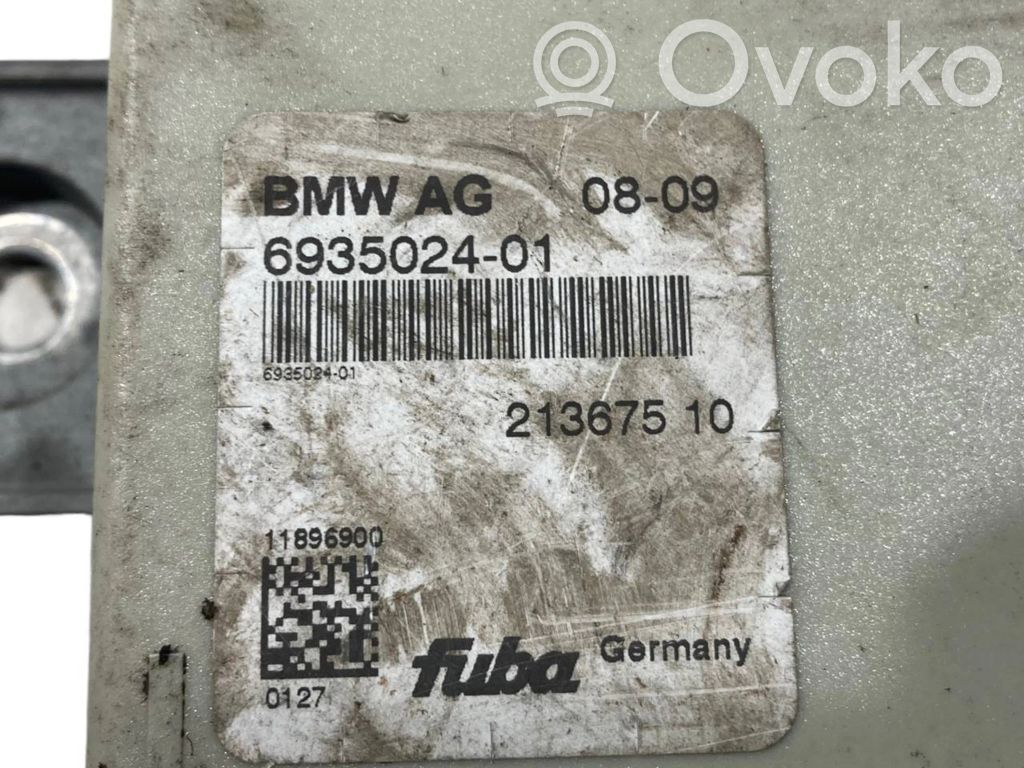 Ovoko
R
BMW AG 08-09
6935024-01
6935024-01
213675 10
11896900
0127
fuba Germany